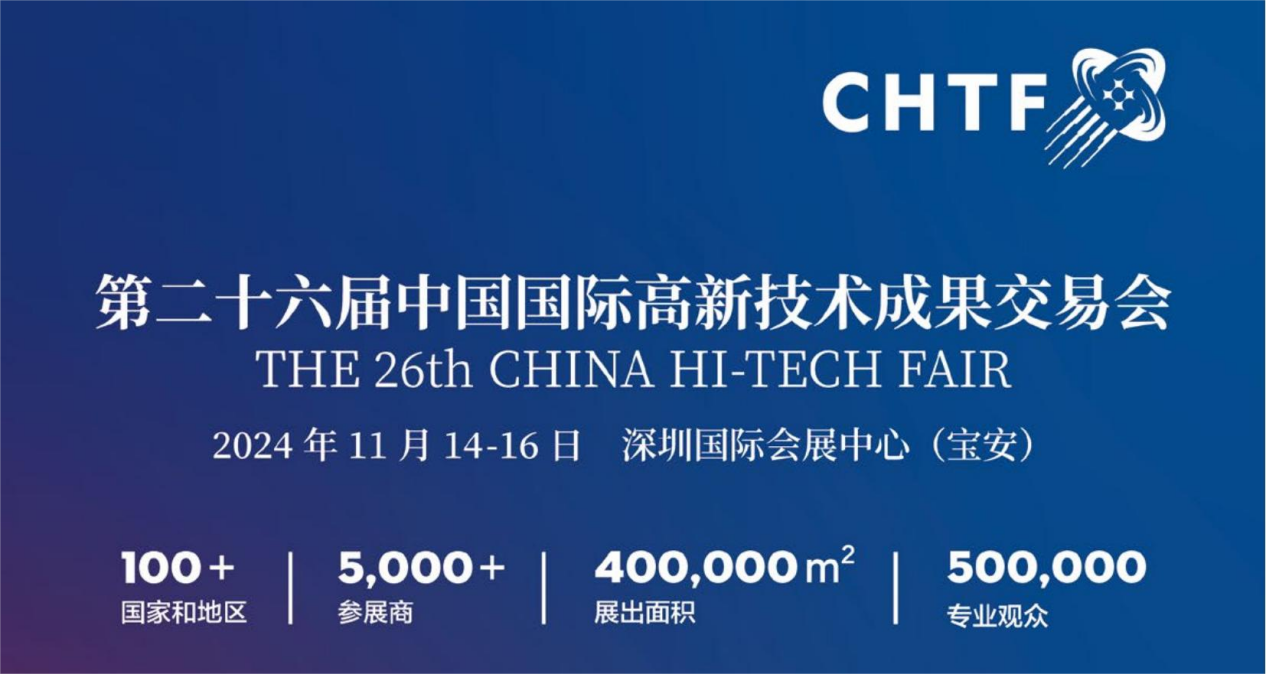 CHTF
第二十六届中国国际高新技术成果交易会
THE 26th CHINA HI-TECH FAIR
2024 年 11 月 14-16 日 深圳国际会展中心（宝安）
100+ 5,000+ 400,000m² 500,000
国家和地区 参展商 展出面积 专业观众